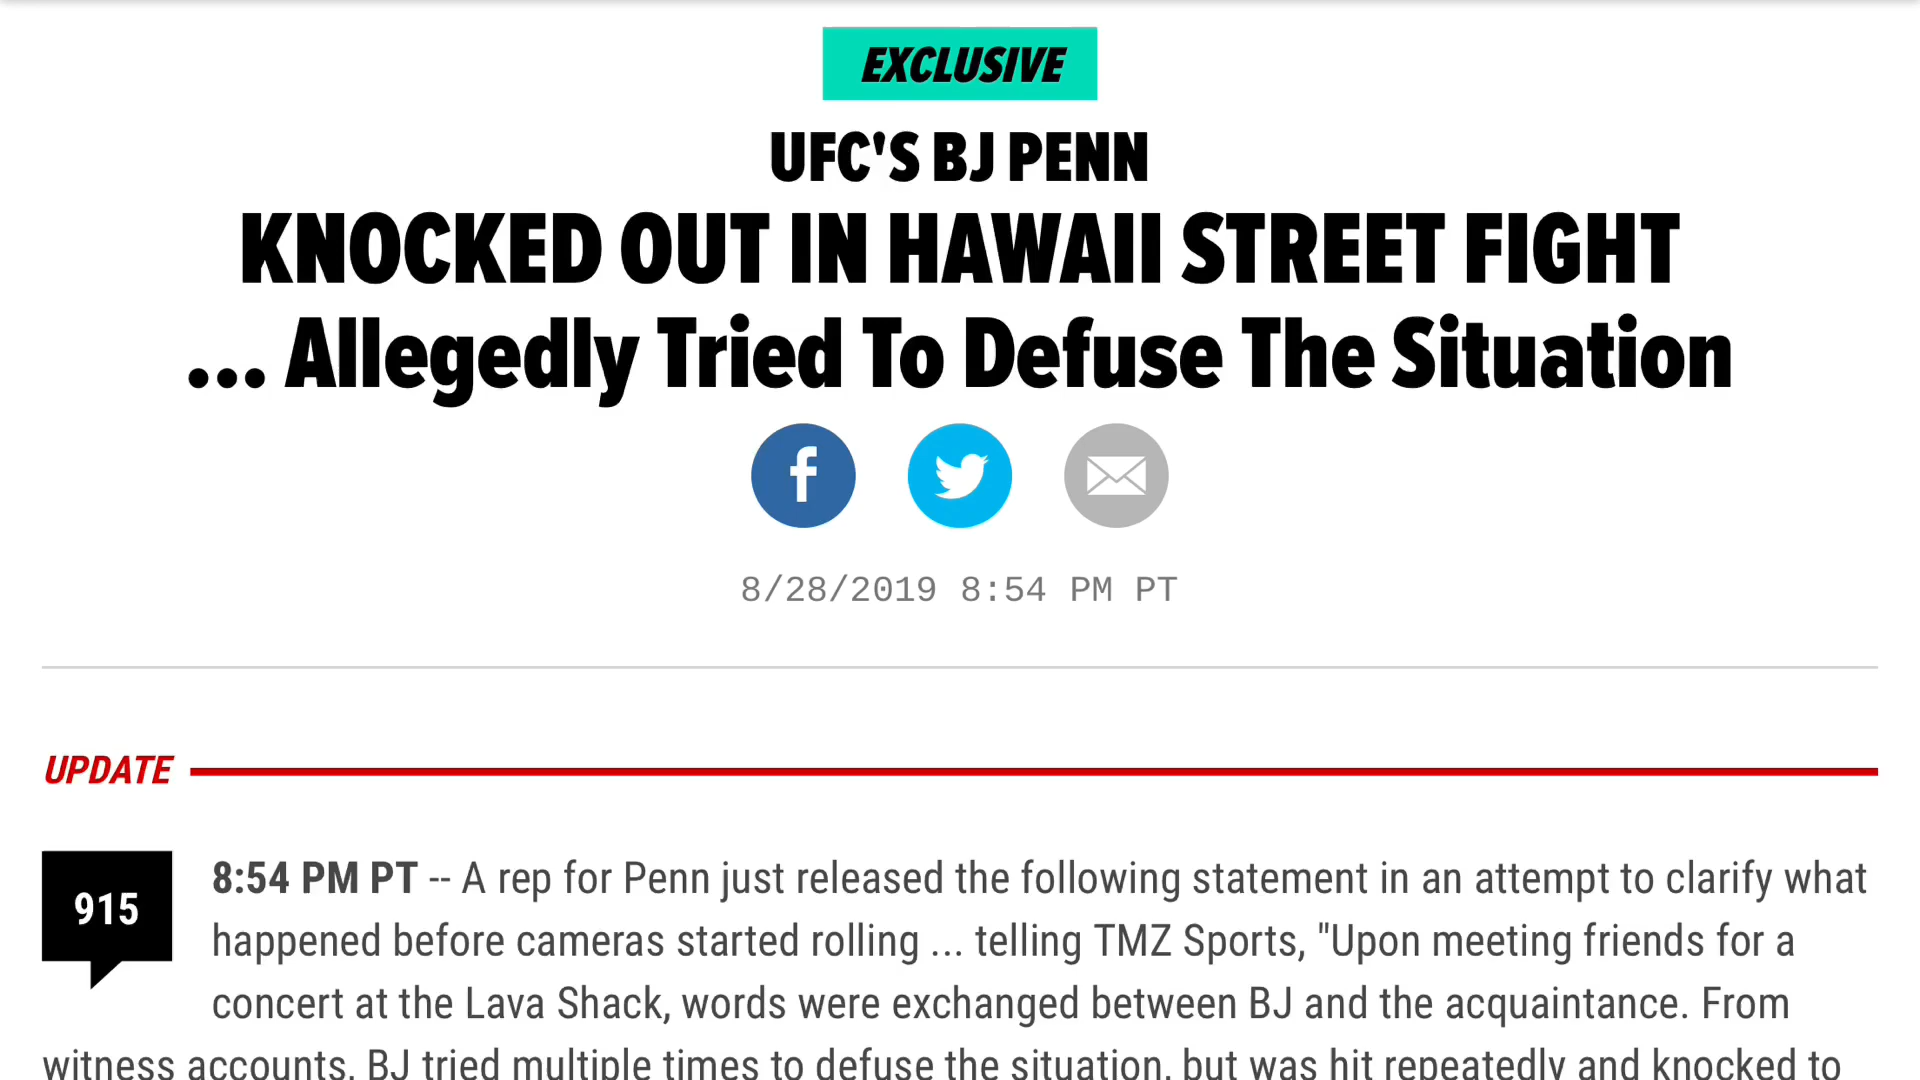 EXCLUSIVE
UFC'S BJ PENN
KNOCKED OUT IN HAWAII STREET FIGHT
... Allegedly Tried To Defuse The Situation
8/28/2019 8:54 PM PT
UPDATE
915
8:54 PM PT -- A rep for Penn just released the following statement in an attempt to clarify what
happened before cameras started rolling ... telling TMZ Sports, "Upon meeting friends for a
concert at the Lava Shack, words were exchanged between BJ and the acquaintance. From
witness accounts, BJ tried multiple times to defuse the situation, but was hit repeatedly and knocked to